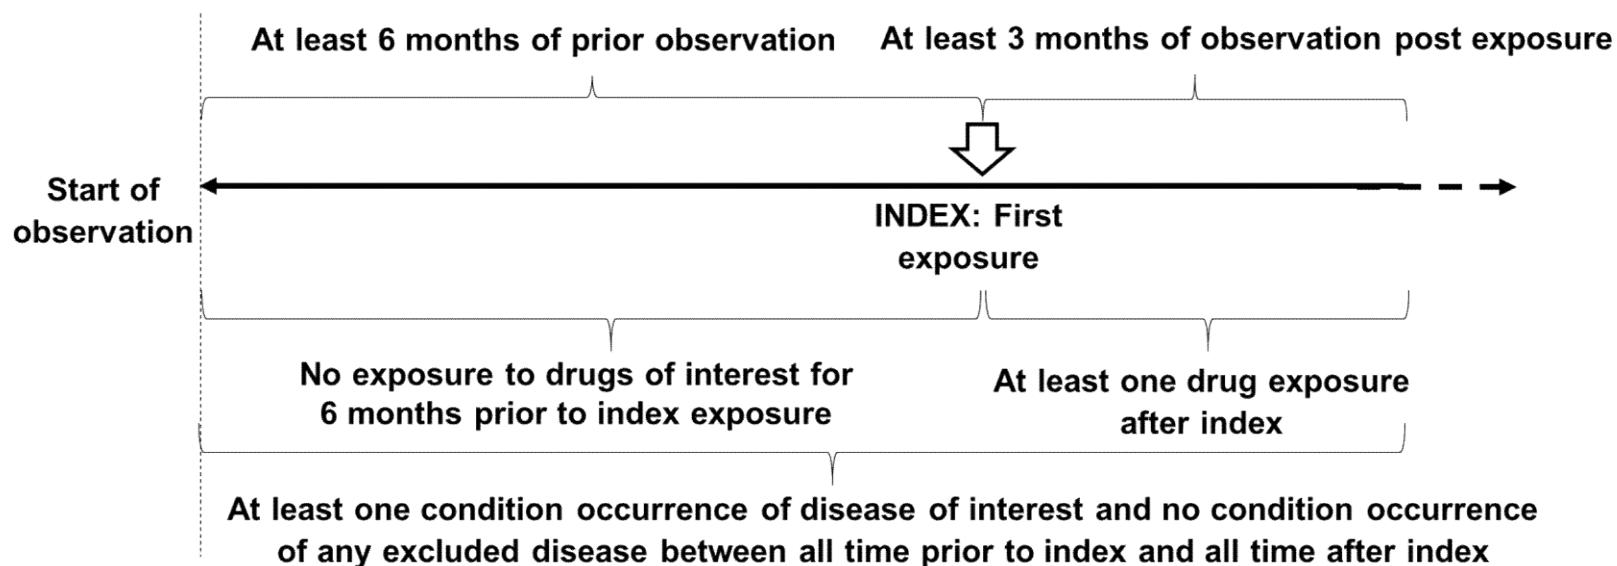 At least 6 months of prior observation
At least 3 months of observation post exposure
Start of
observation
INDEX: First
exposure
No exposure to drugs of interest for
6 months prior to index exposure
At least one drug exposure
after index
At least one condition occurrence of disease of interest and no condition occurrence
of any excluded disease between all time prior to index and all time after index